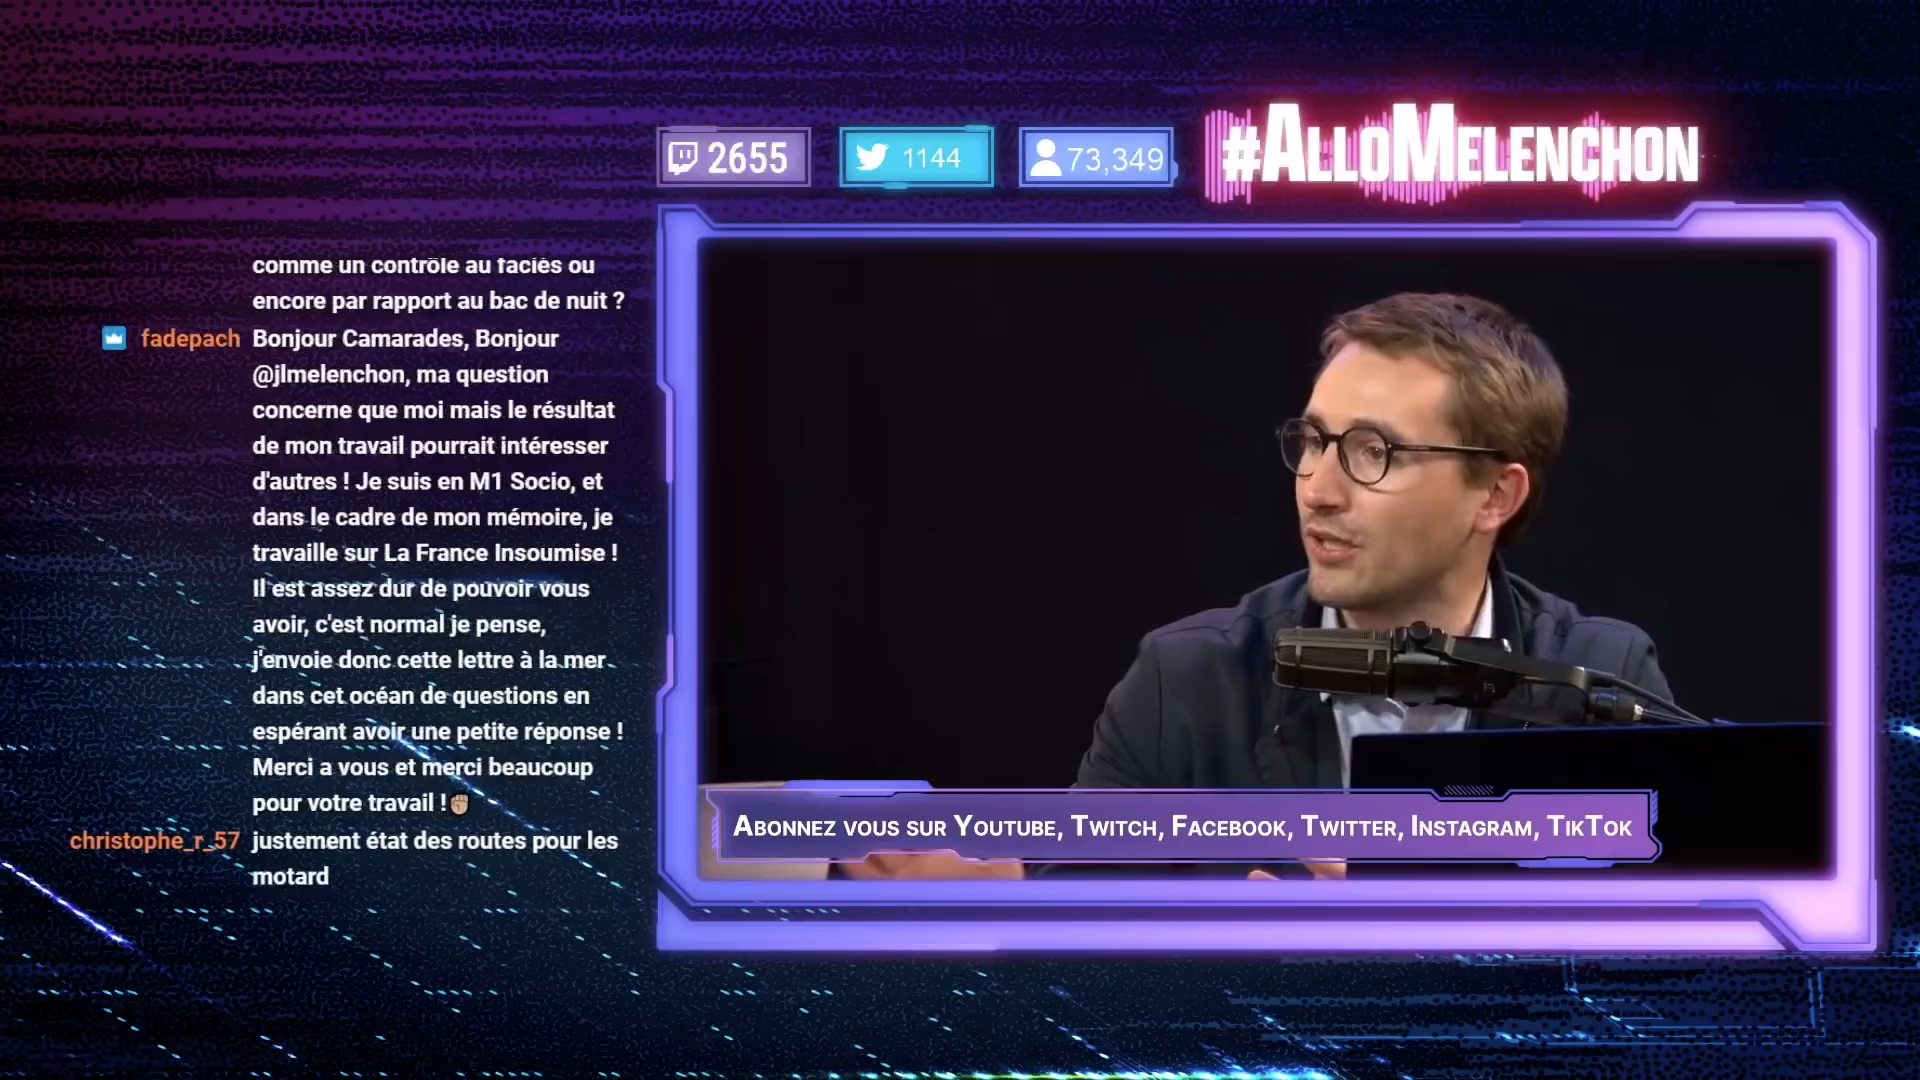 2655
1144
73,349
#ALLOMELENCHON
comme un contrôle au faciès ou
encore par rapport au bac de nuit ?
fadepach Bonjour Camarades, Bonjour
@jlmelenchon, ma question
concerne que moi mais le résultat
de mon travail pourrait intéresser
d'autres ! Je suis en M1 Socio, et
dans le cadre de mon mémoire, je
travaille sur La France Insoumise !
Il est assez dur de pouvoir vous
avoir, c'est normal je pense,
j'envoie donc cette lettre à la mer
dans cet océan de questions en
espérant avoir une petite réponse !
Merci a vous et merci beaucoup
pour votre travail !✊🏼
christophe_r_57 justement état des routes pour les
motard
ABONNEZ VOUS SUR YOUTUBE, TWITCH, FACEBOOK, TWITTER, INSTAGRAM, TIKTOK